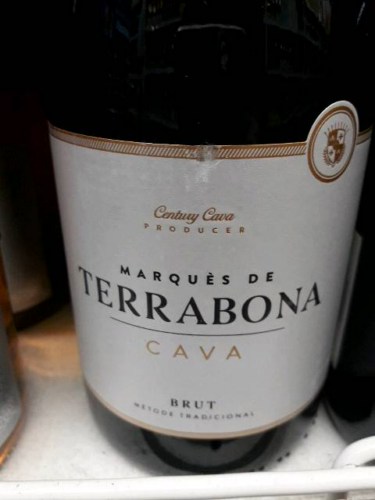 Century Cava
PRODUCER
MARQUÈS DE
TERRABONA
CAVA
BRUT
MÈTODE TRADICIONAL